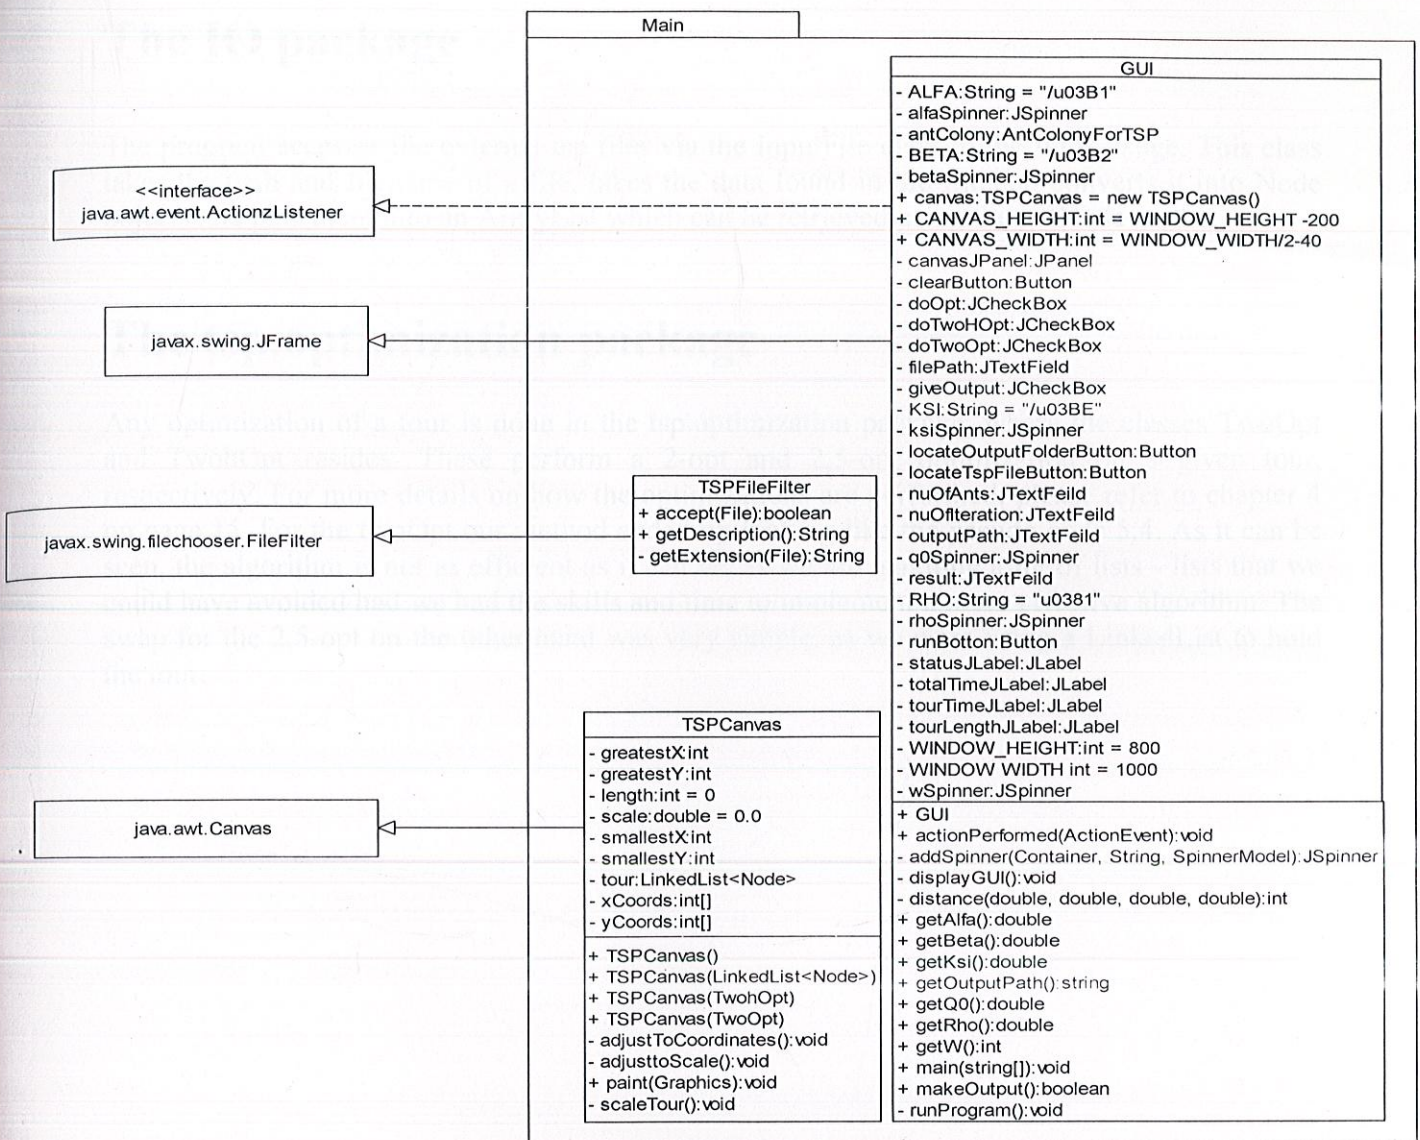 Main
GUI
- ALFA:String = "/u03B1"
- alfaSpinner:JSpinner
- antColony:AntColonyForTSP
- BETA:String = "/u03B2"
- betaSpinner:JSpinner
+ canvas:TSPCanvas = new TSPCanvas()
+ CANVAS_HEIGHT:int = WINDOW_HEIGHT -200
+ CANVAS_WIDTH:int = WINDOW_WIDTH/2-40
- canvasJPanel:JPanel
- clearButton:Button
- doOpt:JCheckBox
- doTwoHOpt:JCheckBox
- doTwoOpt:JCheckBox
- filePath:JTextField
- giveOutput:JCheckBox
- KSI:String = "/u03BE"
- ksiSpinner:JSpinner
- locateOutputFolderButton:Button
- locateTspFileButton:Button
- nuOfAnts:JTextFeild
- nuOfIteration:JTextFeild
- outputPath:JTextFeild
- q0Spinner:JSpinner
- result:JTextFeild
- RHO:String = "u0381"
- rhoSpinner:JSpinner
- runBotton:Button
- statusJLabel:JLabel
- totalTimeJLabel:JLabel
- tourTimeJLabel:JLabel
- tourLengthJLabel:JLabel
- WINDOW_HEIGHT:int = 800
- WINDOW WIDTH int = 1000
- wSpinner:JSpinner
+ GUI
+ actionPerformed(ActionEvent):void
- addSpinner(Container, String, SpinnerModel):JSpinner
- displayGUI():void
- distance(double, double, double, double):int
+ getAlfa():double
+ getBeta():double
+ getKsi():double
+ getOutputPath():string
+ getQ0():double
+ getRho():double
+ getW():int
+ main(string[]):void
+ makeOutput():boolean
- runProgram():void
<<interface>>
java.awt.event.ActionzListener
javax.swing.JFrame
javax.swing.filechooser.FileFilter
TSPFileFilter
+ accept(File):boolean
+ getDescription():String
- getExtension(File):String
java.awt.Canvas
TSPCanvas
- greatestX:int
- greatestY:int
- length:int = 0
- scale:double = 0.0
- smallestX:int
- smallestY:int
- tour:LinkedList<Node>
- xCoords:int[]
- yCoords:int[]
+ TSPCanvas()
+ TSPCanvas(LinkedList<Node>)
+ TSPCanvas(TwohOpt)
+ TSPCanvas(TwoOpt)
- adjustToCoordinates():void
- adjusttoScale():void
+ paint(Graphics):void
- scaleTour():void